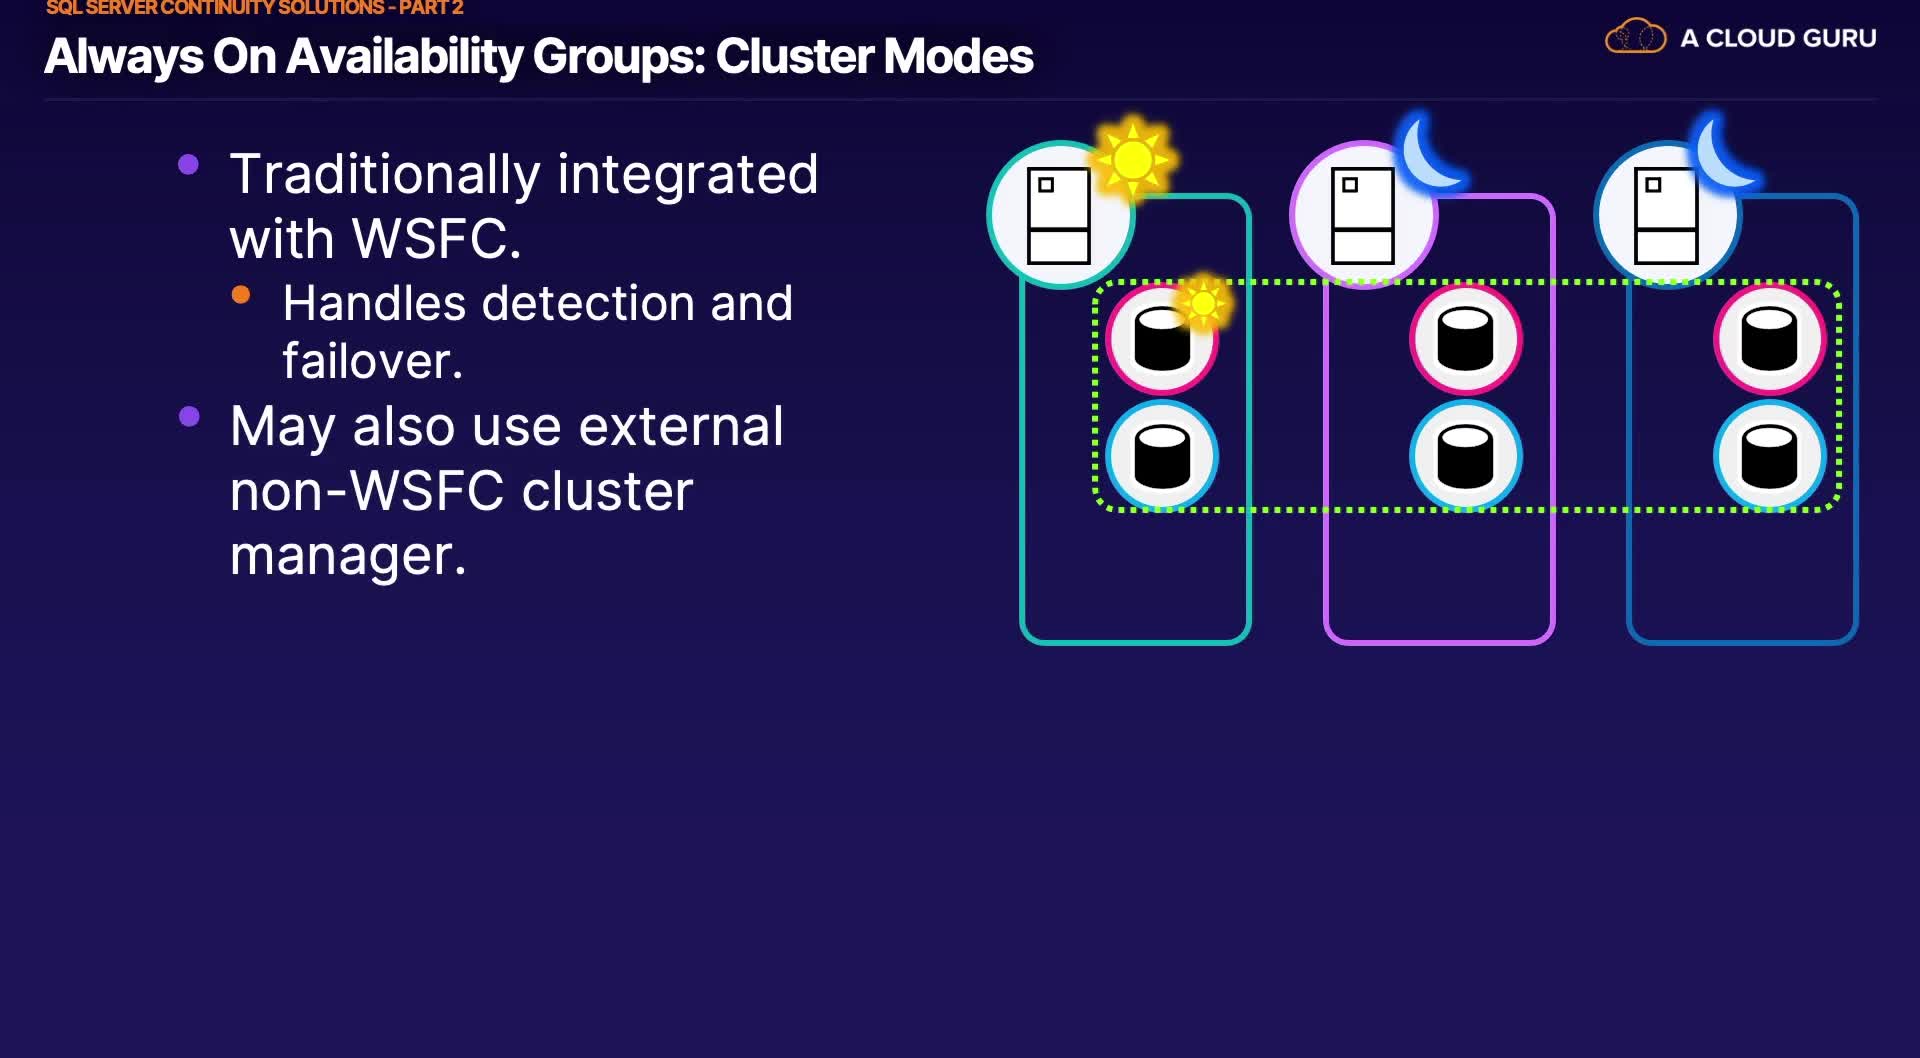 SQL SERVER CONTINUITY SOLUTIONS - PART 2
Always On Availability Groups: Cluster Modes
A CLOUD GURU
Traditionally integrated
with WSFC.
Handles detection and
failover.
May also use external
non-WSFC cluster
manager.